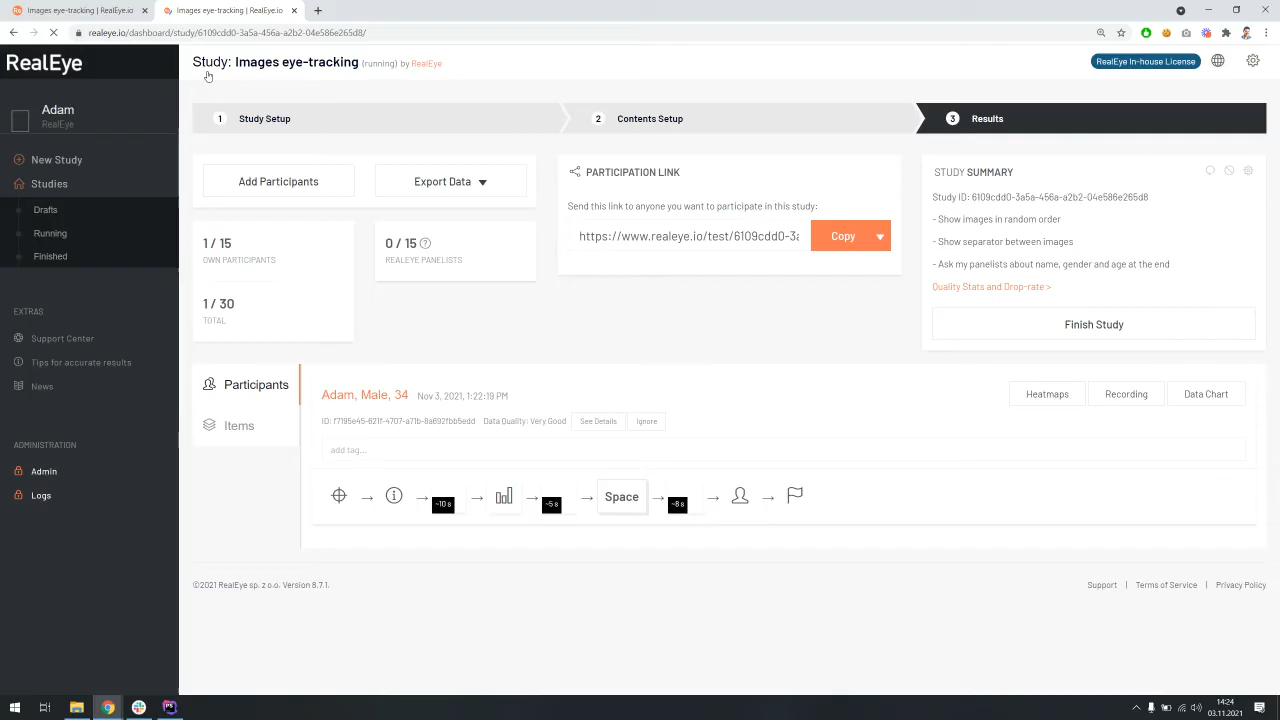 Images eye-tracking | RealEye.io
Images eye-tracking | RealEye.io
realeye.io/dashboard/study/6109cdd0-3a5a-456a-a2b2-04e586e265d8/
RealEye
Study: Images eye-tracking (running) by RealEye
RealEye In-house License
Adam
RealEye
1 Study Setup
2 Contents Setup
3 Results
New Study
Studies
Drafts
Running
Finished
Add Participants
Export Data
PARTICIPATION LINK
Send this link to anyone you want to participate in this study:
https://www.realeye.io/test/6109cdd0-3a
Copy
STUDY SUMMARY
Study ID: 6109cdd0-3a5a-456a-a2b2-04e586e265d8
- Show images in random order
- Show separator between images
- Ask my panelists about name, gender and age at the end
Quality Stats and Drop-rate >
Finish Study
1 / 15
OWN PARTICIPANTS
0 / 15 ?
REALEYE PANELISTS
1 / 30
TOTAL
EXTRAS
Support Center
Tips for accurate results
News
ADMINISTRATION
Admin
Logs
Participants
Items
Adam, Male, 34 Nov 3, 2021, 1:22:19 PM
Heatmaps
Recording
Data Chart
ID: f7195e45-621f-4707-a71b-8a692fbb5edd Data Quality: Very Good See Details Ignore
add tag...
~10 s
~5 s
Space
~8 s
©2021 RealEye sp. z o.o. Version 8.7.1.
Support | Terms of Service | Privacy Policy
14:24
03.11.2021